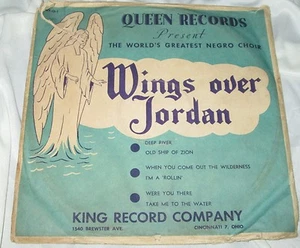 QUEEN RECORDS
Present
THE WORLD'S GREATEST NEGRO CHOIR
Wings over
Jordan
DEEP RIVER
OLD SHIP OF ZION
WHEN YOU COME OUT THE WILDERNESS
I'M A 'ROLLIN'
WERE YOU THERE
TAKE ME TO THE WATER
KING RECORD COMPANY
1540 BREWSTER AVE. CINCINNATI 7, OHIO